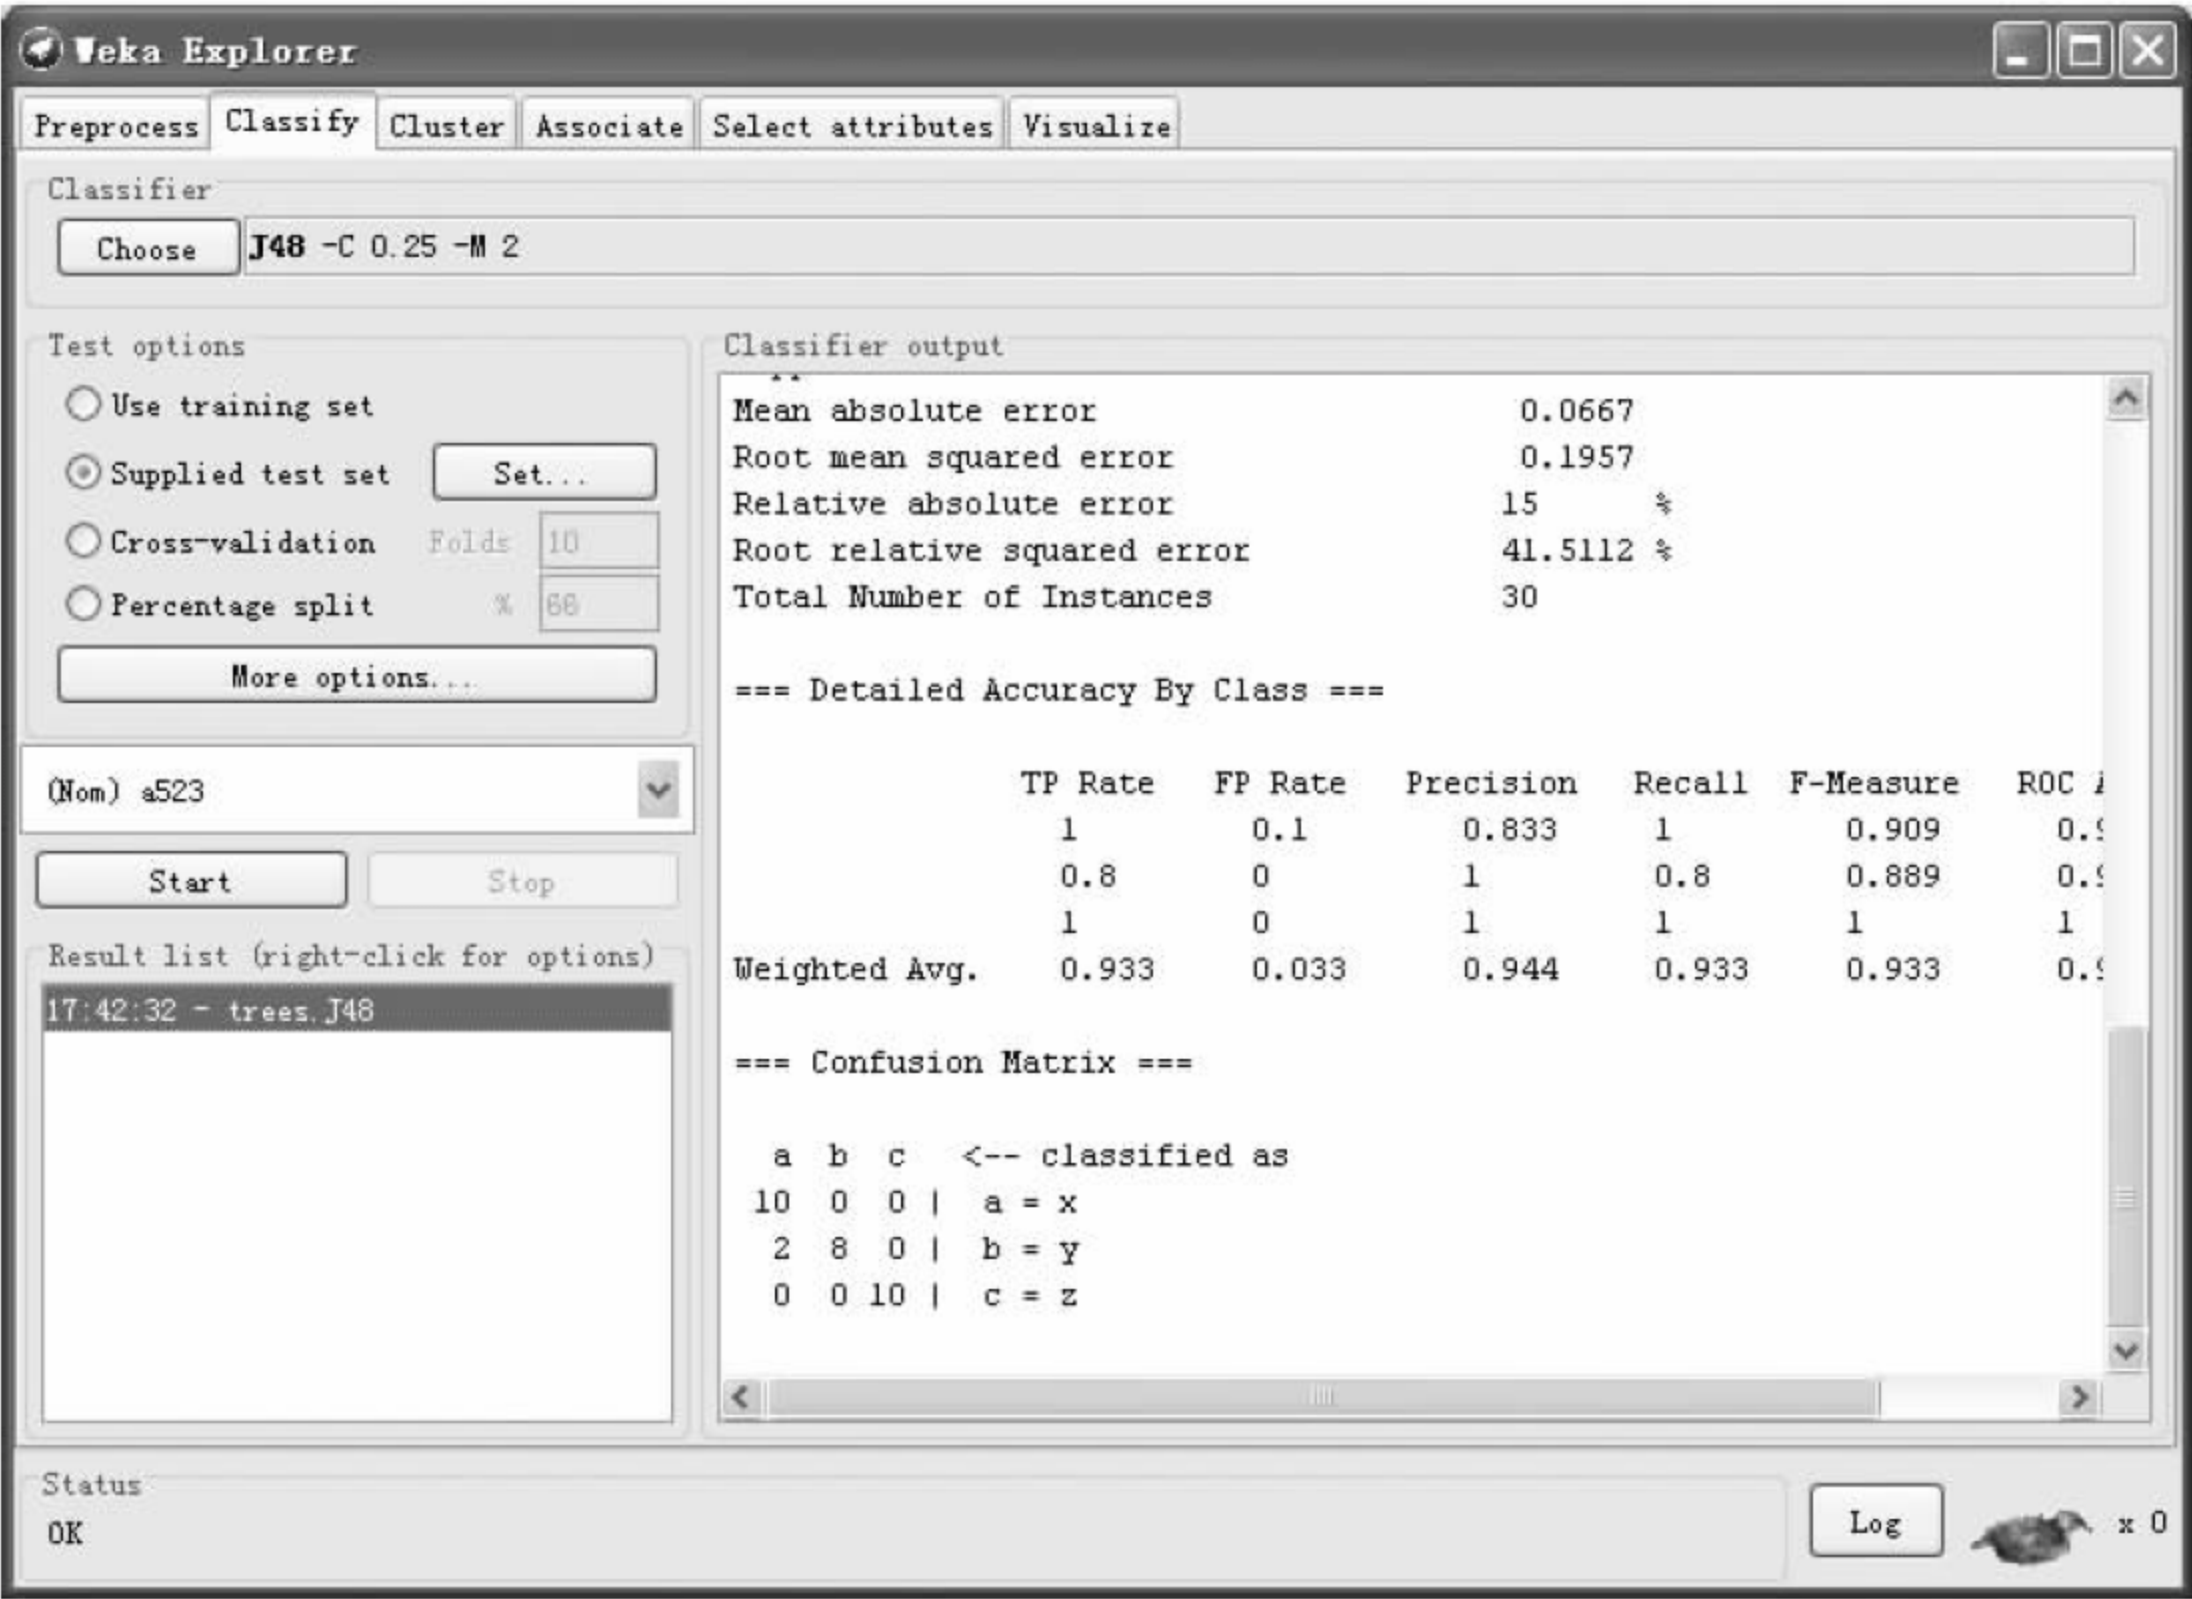 Weka Explorer
Preprocess Classify Cluster Associate Select attributes Visualize
Classifier
Choose J48 -C 0.25 -M 2
Test options
Use training set
Supplied test set Set...
Cross-validation Folds 10
Percentage split % 66
More options...
(Nom) a523
Start Stop
Result list (right-click for options)
17:42:32 - trees.J48
Classifier output
Mean absolute error 0.0667
Root mean squared error 0.1957
Relative absolute error 15 %
Root relative squared error 41.5112 %
Total Number of Instances 30
=== Detailed Accuracy By Class ===
TP Rate FP Rate Precision Recall F-Measure ROC
1 0.1 0.833 1 0.909
0.8 0 1 0.8 0.889
1 0 1 1 1 1
Weighted Avg. 0.933 0.033 0.944 0.933 0.933
=== Confusion Matrix ===
a b c <-- classified as
10 0 0 | a = x
2 8 0 | b = y
0 0 10 | c = z
Status
OK
Log x 0